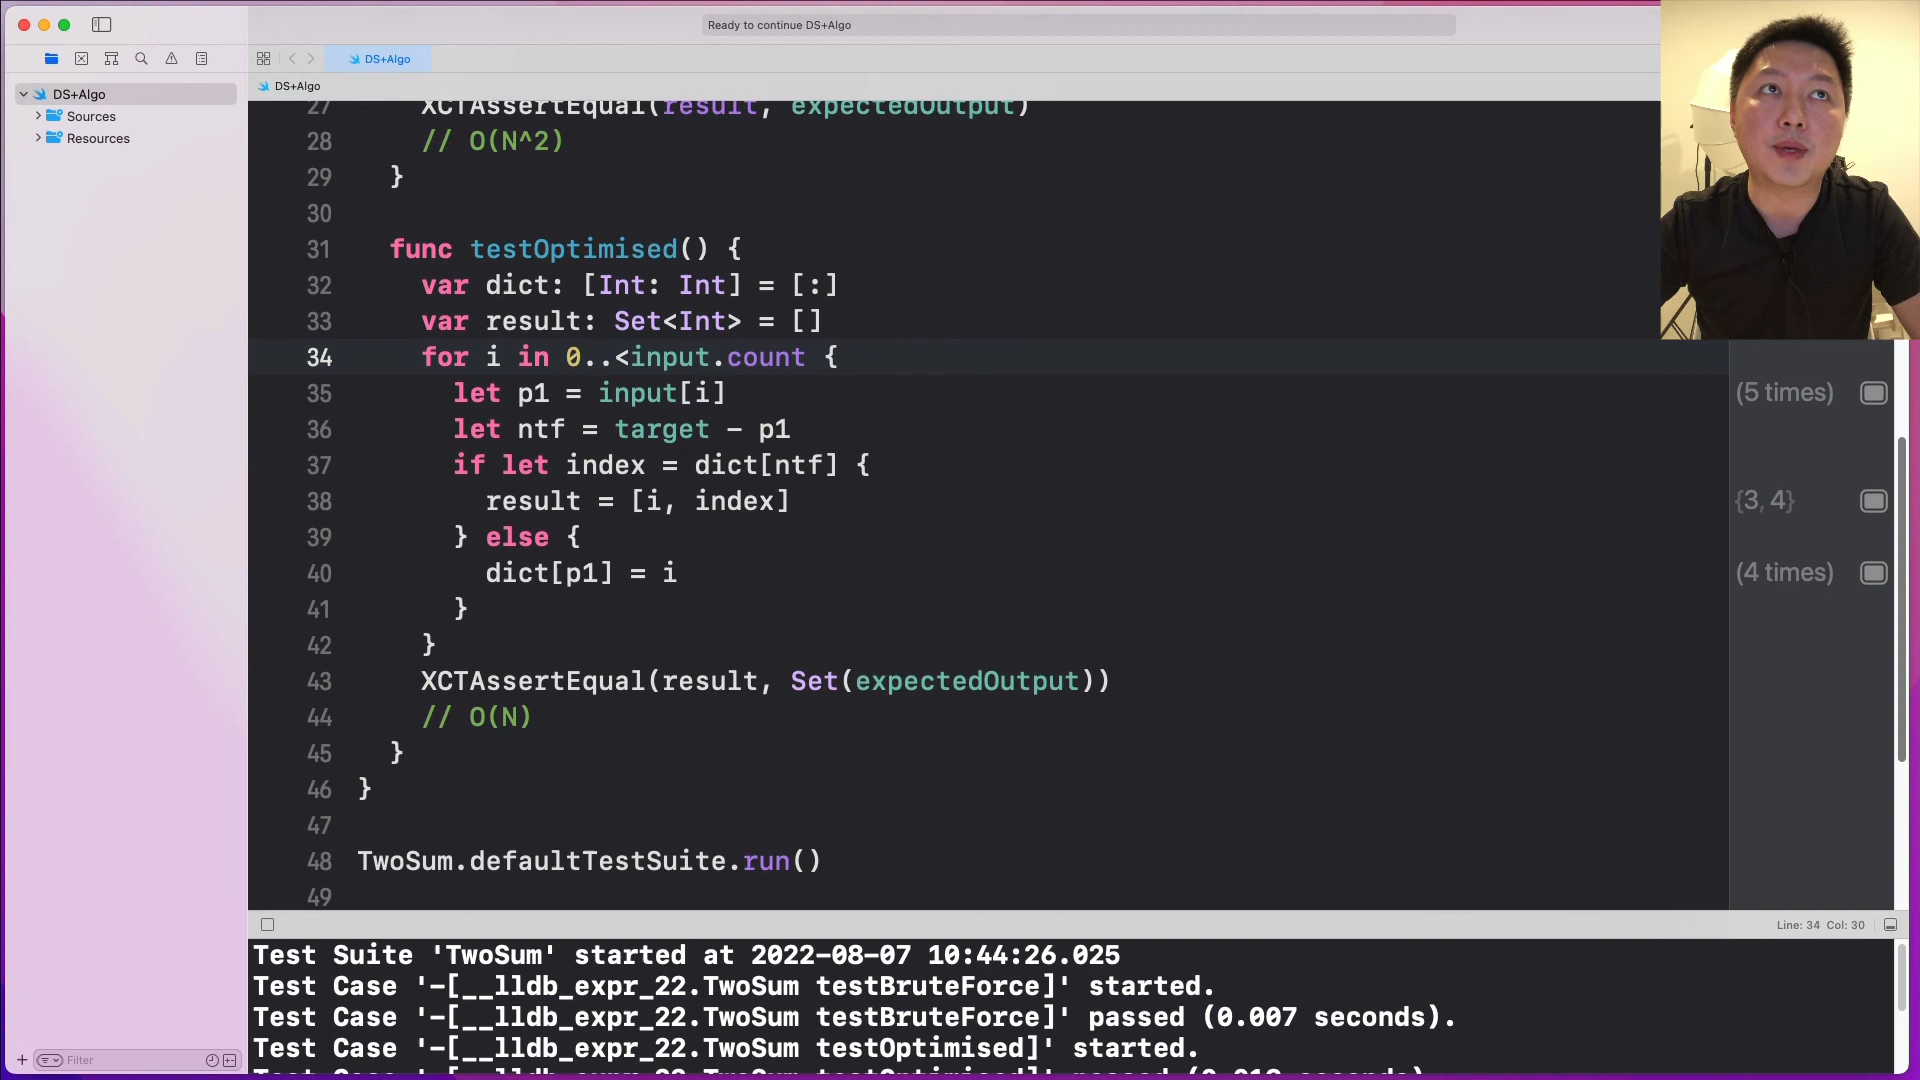 Ready to continue DS+Algo
DS+Algo
DS+Algo
DS+Algo
Sources
Resources
27 XCTAssertEqual(result, expectedOutput)
28 // O(N^2)
29 }
30
31 func testOptimised() {
32 var dict: [Int: Int] = [:]
33 var result: Set<Int> = []
34 for i in 0..<input.count {
35 let p1 = input[i]
36 let ntf = target - p1
37 if let index = dict[ntf] {
38 result = [i, index]
39 } else {
40 dict[p1] = i
41 }
42 }
43 XCTAssertEqual(result, Set(expectedOutput))
44 // O(N)
45 }
46 }
47
48 TwoSum.defaultTestSuite.run()
49
(5 times)
{3, 4}
(4 times)
Line: 34 Col: 30
Test Suite 'TwoSum' started at 2022-08-07 10:44:26.025
Test Case '-[__lldb_expr_22.TwoSum testBruteForce]' started.
Test Case '-[__lldb_expr_22.TwoSum testBruteForce]' passed (0.007 seconds).
Test Case '-[__lldb_expr_22.TwoSum testOptimised]' started.
Filter